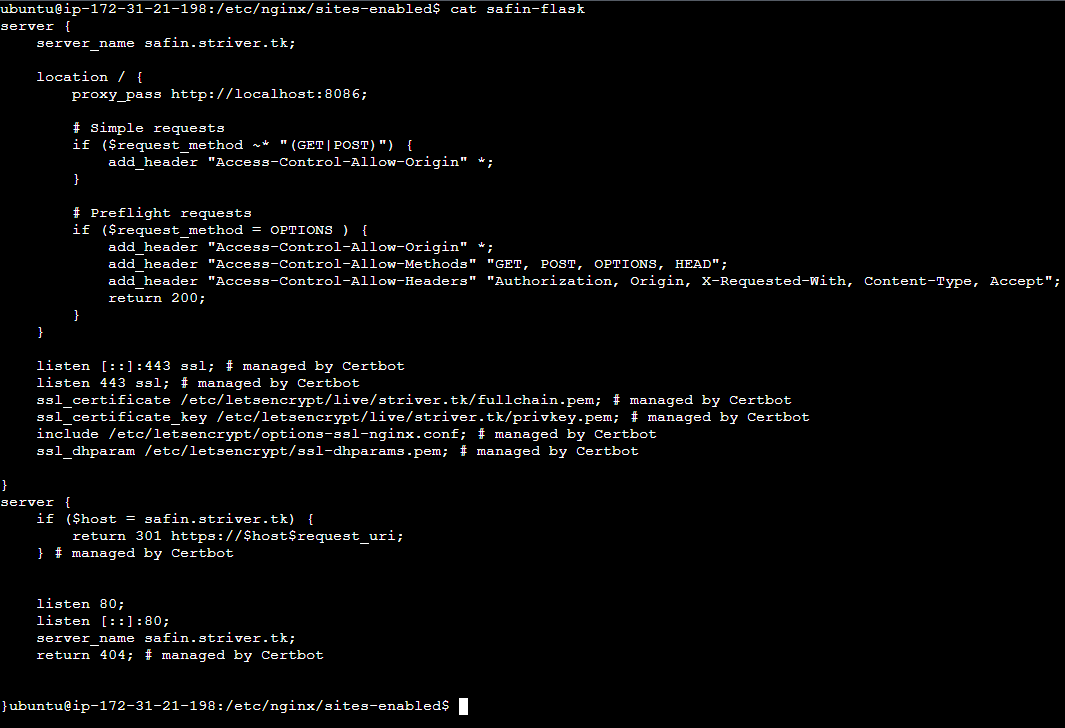 ubuntu@ip-172-31-21-198:/etc/nginx/sites-enabled$ cat safin-flask
server {
    server_name safin.striver.tk;

    location / {
        proxy_pass http://localhost:8086;

        # Simple requests
        if ($request_method ~* "(GET|POST)") {
            add_header "Access-Control-Allow-Origin" *;
        }

        # Preflight requests
        if ($request_method = OPTIONS ) {
            add_header "Access-Control-Allow-Origin" *;
            add_header "Access-Control-Allow-Methods" "GET, POST, OPTIONS, HEAD";
            add_header "Access-Control-Allow-Headers" "Authorization, Origin, X-Requested-With, Content-Type, Accept";
            return 200;
        }
    }

    listen [::]:443 ssl; # managed by Certbot
    listen 443 ssl; # managed by Certbot
    ssl_certificate /etc/letsencrypt/live/striver.tk/fullchain.pem; # managed by Certbot
    ssl_certificate_key /etc/letsencrypt/live/striver.tk/privkey.pem; # managed by Certbot
    include /etc/letsencrypt/options-ssl-nginx.conf; # managed by Certbot
    ssl_dhparam /etc/letsencrypt/ssl-dhparams.pem; # managed by Certbot

}
server {
    if ($host = safin.striver.tk) {
        return 301 https://$host$request_uri;
    } # managed by Certbot


    listen 80;
    listen [::]:80;
    server_name safin.striver.tk;
    return 404; # managed by Certbot


}ubuntu@ip-172-31-21-198:/etc/nginx/sites-enabled$